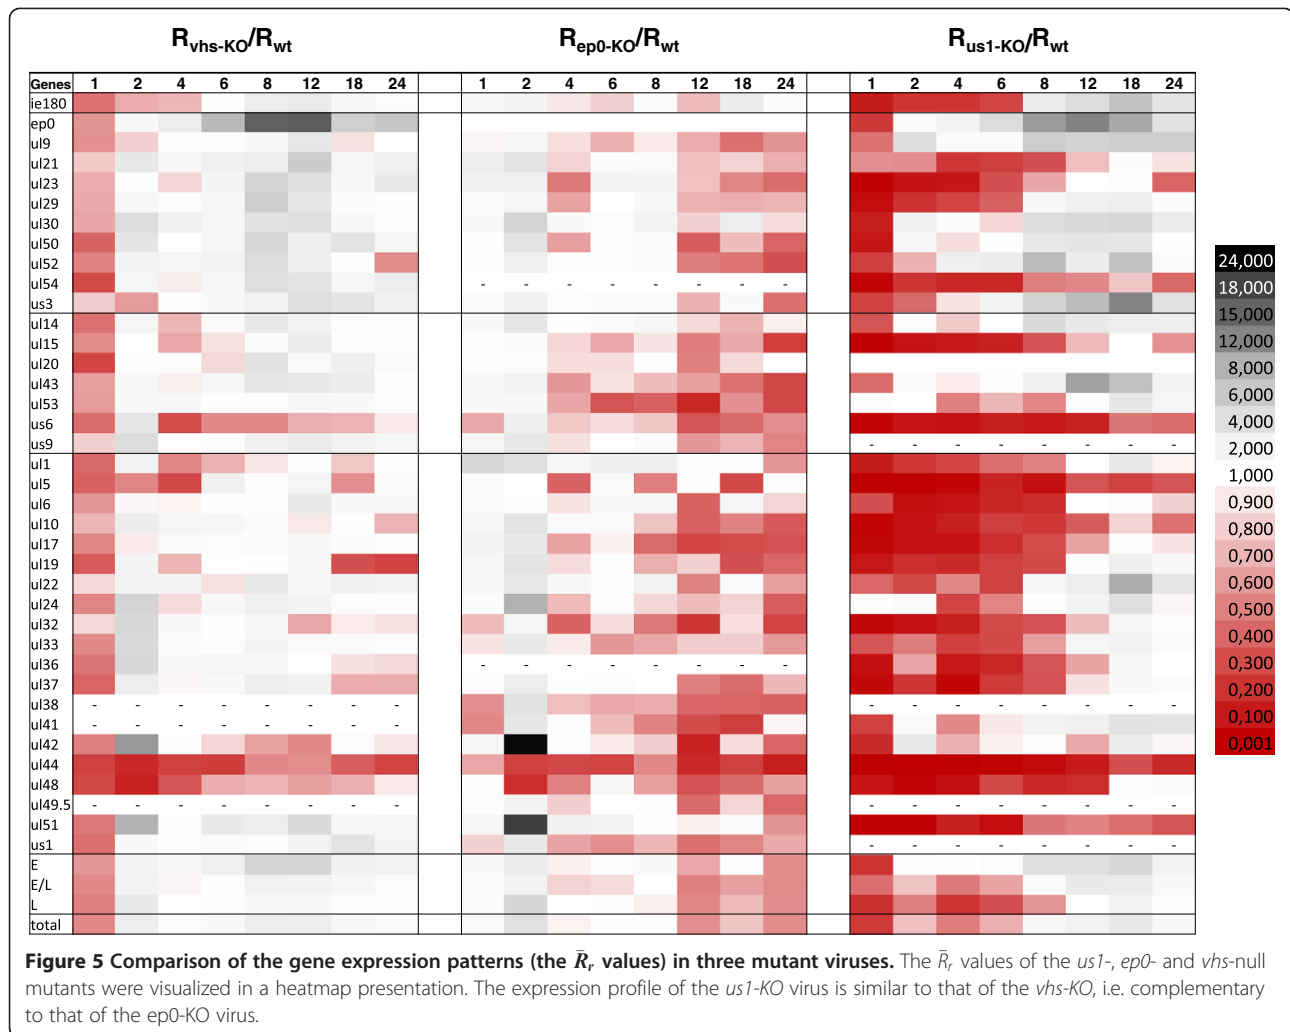 R_vhs-KO/R_wt R_ep0-KO/R_wt R_us1-KO/R_wt
Genes 1 2 4 6 8 12 18 24 1 2 4 6 8 12 18 24 1 2 4 6 8 12 18 24
ie180
ep0
ul9
ul21
ul23
ul29
ul30
ul50
ul52
ul54 - - - - - - - -
us3
ul14
ul15
ul20
ul43
ul53
us6
us9 - - - - - - - -
ul1
ul5
ul6
ul10
ul17
ul19
ul22
ul24
ul32
ul33
ul36 - - - - - - - -
ul37
ul38 - - - - - - - - - - - - - - - -
ul41 - - - - - - - -
ul42
ul44
ul48
ul49.5 - - - - - - - - - - - - - - - -
ul51
us1 - - - - - - - -
E
E/L
L
total
24,000
18,000
15,000
12,000
8,000
6,000
4,000
2,000
1,000
0,900
0,800
0,700
0,600
0,500
0,400
0,300
0,200
0,100
0,001
Figure 5 Comparison of the gene expression patterns (the R̄r values) in three mutant viruses. The R̄r values of the us1-, ep0- and vhs-null
mutants were visualized in a heatmap presentation. The expression profile of the us1-KO virus is similar to that of the vhs-KO, i.e. complementary
to that of the ep0-KO virus.